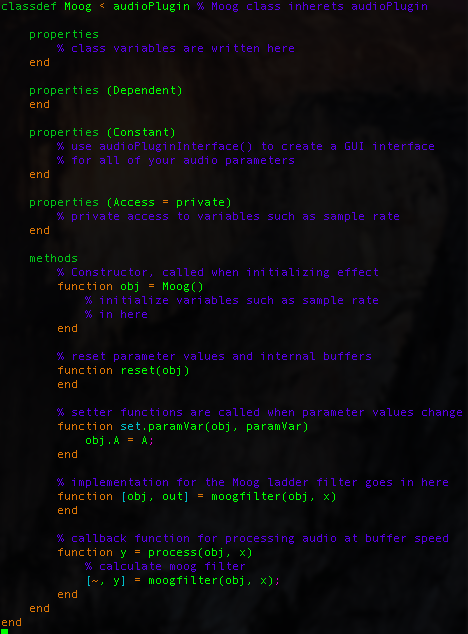 classdef Moog < audioPlugin % Moog class inherets audioPlugin
properties
% class variables are written here
end
properties (Dependent)
end
properties (Constant)
% use audioPluginInterface() to create a GUI interface
% for all of your audio parameters
end
properties (Access = private)
% private access to variables such as sample rate
end
methods
% Constructor, called when initializing effect
function obj = Moog()
% initialize variables such as sample rate
% in here
end
% reset parameter values and internal buffers
function reset(obj)
end
% setter functions are called when parameter values change
function set.paramVar(obj, paramVar)
obj.A = A;
end
% implementation for the Moog ladder filter goes in here
function [obj, out] = moogfilter(obj, x)
end
% callback function for processing audio at buffer speed
function y = process(obj, x)
% calculate moog filter
[~, y] = moogfilter(obj, x);
end
end
end